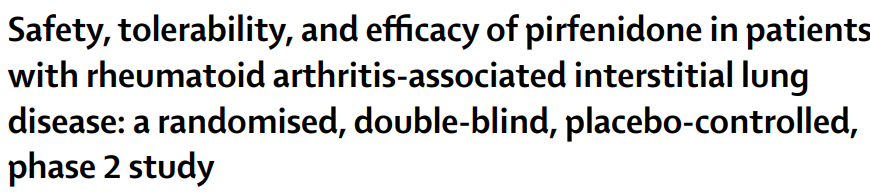 Safety, tolerability, and efficacy of pirfenidone in patients
with rheumatoid arthritis-associated interstitial lung
disease: a randomised, double-blind, placebo-controlled,
phase 2 study